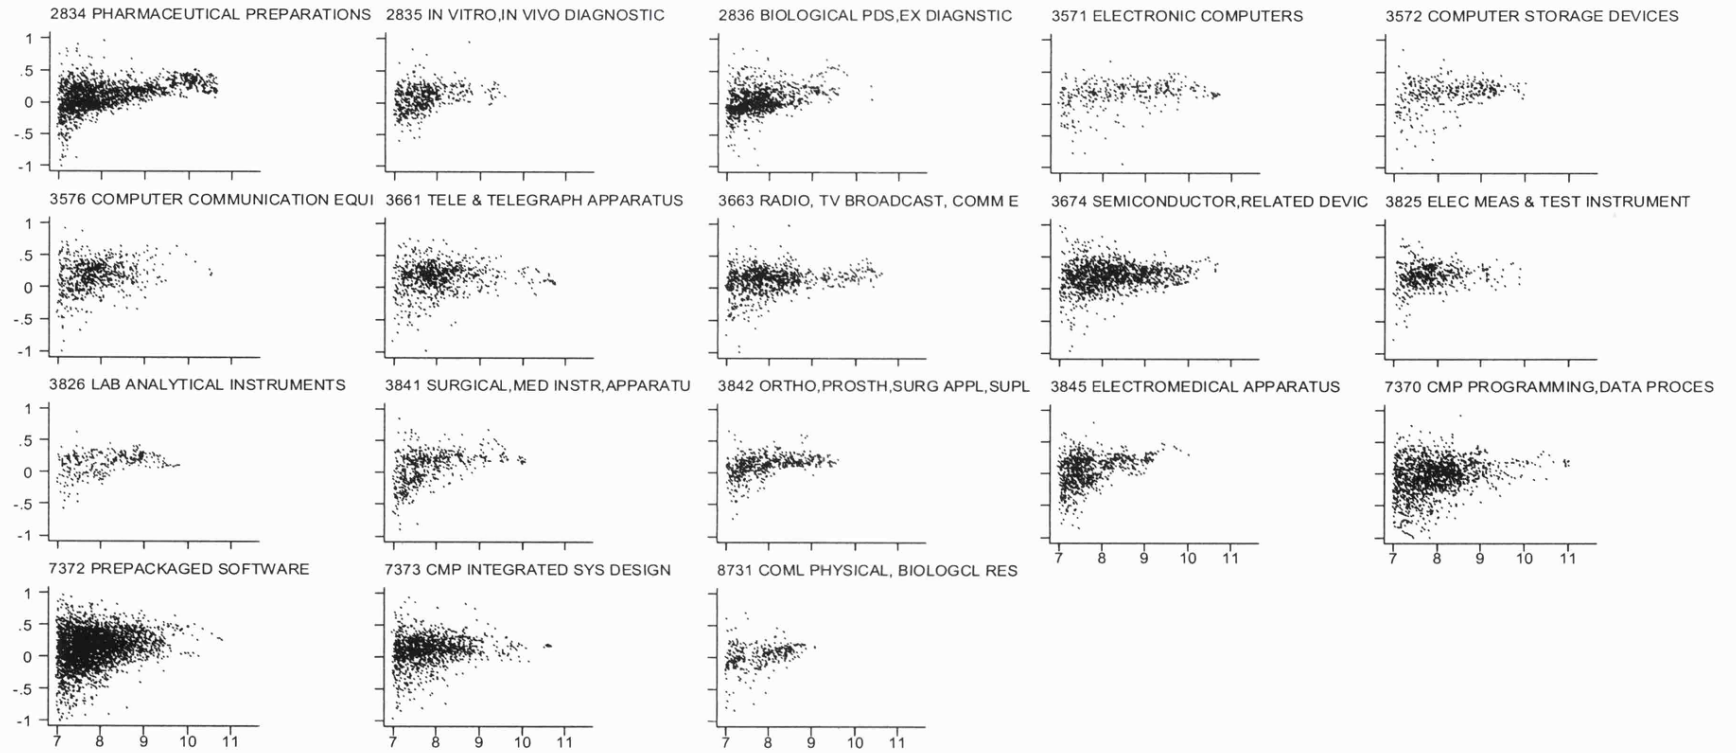 2834 PHARMACEUTICAL PREPARATIONS
2835 IN VITRO,IN VIVO DIAGNOSTIC
2836 BIOLOGICAL PDS,EX DIAGNSTIC
3571 ELECTRONIC COMPUTERS
3572 COMPUTER STORAGE DEVICES
1
.5
0
-.5
-1
3576 COMPUTER COMMUNICATION EQUI
3661 TELE & TELEGRAPH APPARATUS
3663 RADIO, TV BROADCAST, COMM E
3674 SEMICONDUCTOR,RELATED DEVIC
3825 ELEC MEAS & TEST INSTRUMENT
1
.5
0
-.5
-1
3826 LAB ANALYTICAL INSTRUMENTS
3841 SURGICAL,MED INSTR,APPARATU
3842 ORTHO,PROSTH,SURG APPL,SUPL
3845 ELECTROMEDICAL APPARATUS
7370 CMP PROGRAMMING,DATA PROCES
1
.5
0
-.5
-1
7 8 9 10 11
7 8 9 10 11
7372 PREPACKAGED SOFTWARE
7373 CMP INTEGRATED SYS DESIGN
8731 COML PHYSICAL, BIOLOGCL RES
1
.5
0
-.5
-1
7 8 9 10 11
7 8 9 10 11
7 8 9 10 11